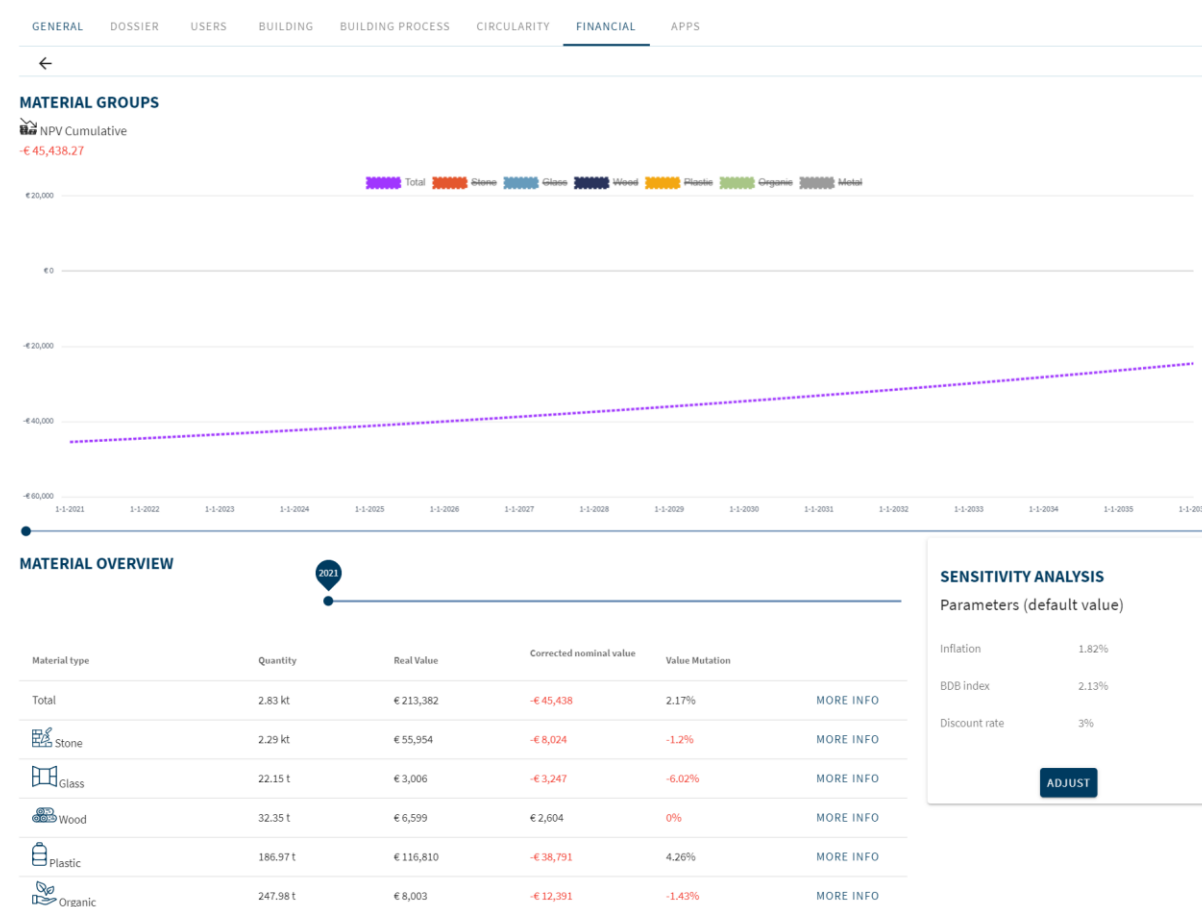 GENERAL DOSSIER USERS BUILDING BUILDING PROCESS CIRCULARITY FINANCIAL APPS
MATERIAL GROUPS
NPV Cumulative
-€ 45,438.27
Total Stone Glass Wood Plastic Organic Metal
€ 20,000
€ 0
-€ 20,000
-€ 40,000
-€ 60,000
1-1-2021 1-1-2022 1-1-2023 1-1-2024 1-1-2025 1-1-2026 1-1-2027 1-1-2028 1-1-2029 1-1-2030 1-1-2031 1-1-2032 1-1-2033 1-1-2034 1-1-2035 1-1-203
MATERIAL OVERVIEW
2021
Material type Quantity Real Value Corrected nominal value Value Mutation
Total 2.83 kt € 213,382 -€ 45,438 2.17% MORE INFO
Stone 2.29 kt € 55,954 -€ 8,024 -1.2% MORE INFO
Glass 22.15 t € 3,006 -€ 3,247 -6.02% MORE INFO
Wood 32.35 t € 6,599 € 2,604 0% MORE INFO
Plastic 186.97 t € 116,810 -€ 38,791 4.26% MORE INFO
Organic 247.98 t € 8,003 -€ 12,391 -1.43% MORE INFO
SENSITIVITY ANALYSIS
Parameters (default value)
Inflation 1.82%
BDB index 2.13%
Discount rate 3%
ADJUST